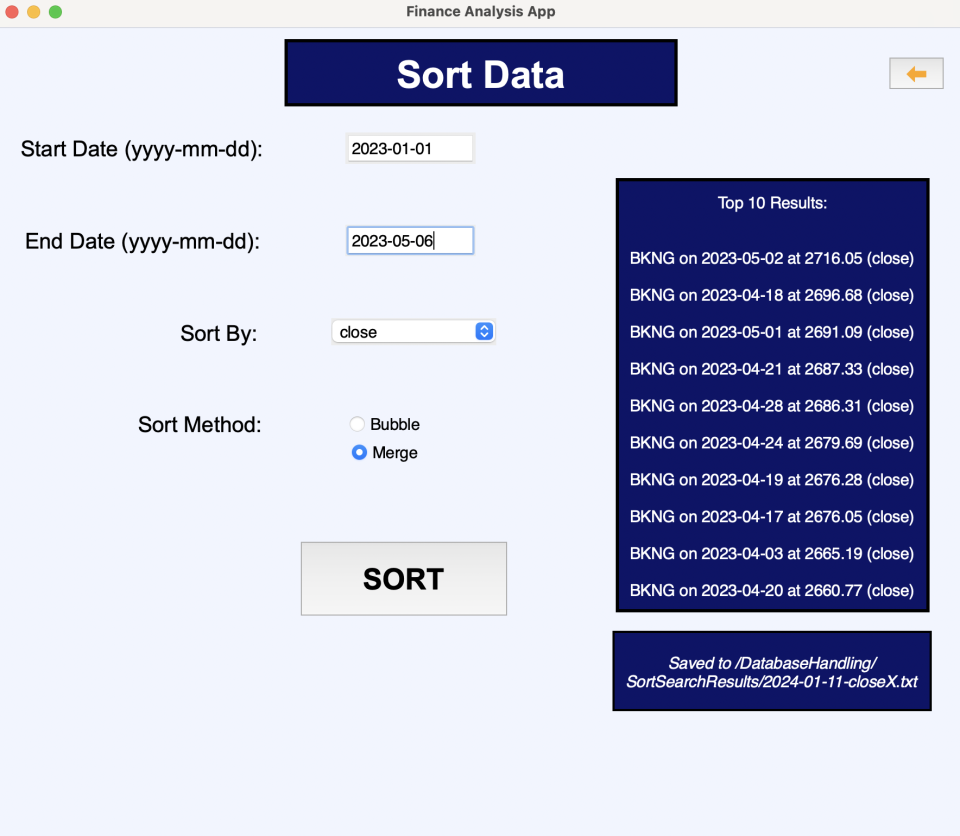 Finance Analysis App
Sort Data
Start Date (yyyy-mm-dd):
2023-01-01
End Date (yyyy-mm-dd):
2023-05-06
Sort By:
close
Sort Method:
Bubble
Merge
SORT
Top 10 Results:
BKNG on 2023-05-02 at 2716.05 (close)
BKNG on 2023-04-18 at 2696.68 (close)
BKNG on 2023-05-01 at 2691.09 (close)
BKNG on 2023-04-21 at 2687.33 (close)
BKNG on 2023-04-28 at 2686.31 (close)
BKNG on 2023-04-24 at 2679.69 (close)
BKNG on 2023-04-19 at 2676.28 (close)
BKNG on 2023-04-17 at 2676.05 (close)
BKNG on 2023-04-03 at 2665.19 (close)
BKNG on 2023-04-20 at 2660.77 (close)
Saved to /DatabaseHandling/
SortSearchResults/2024-01-11-closeX.txt